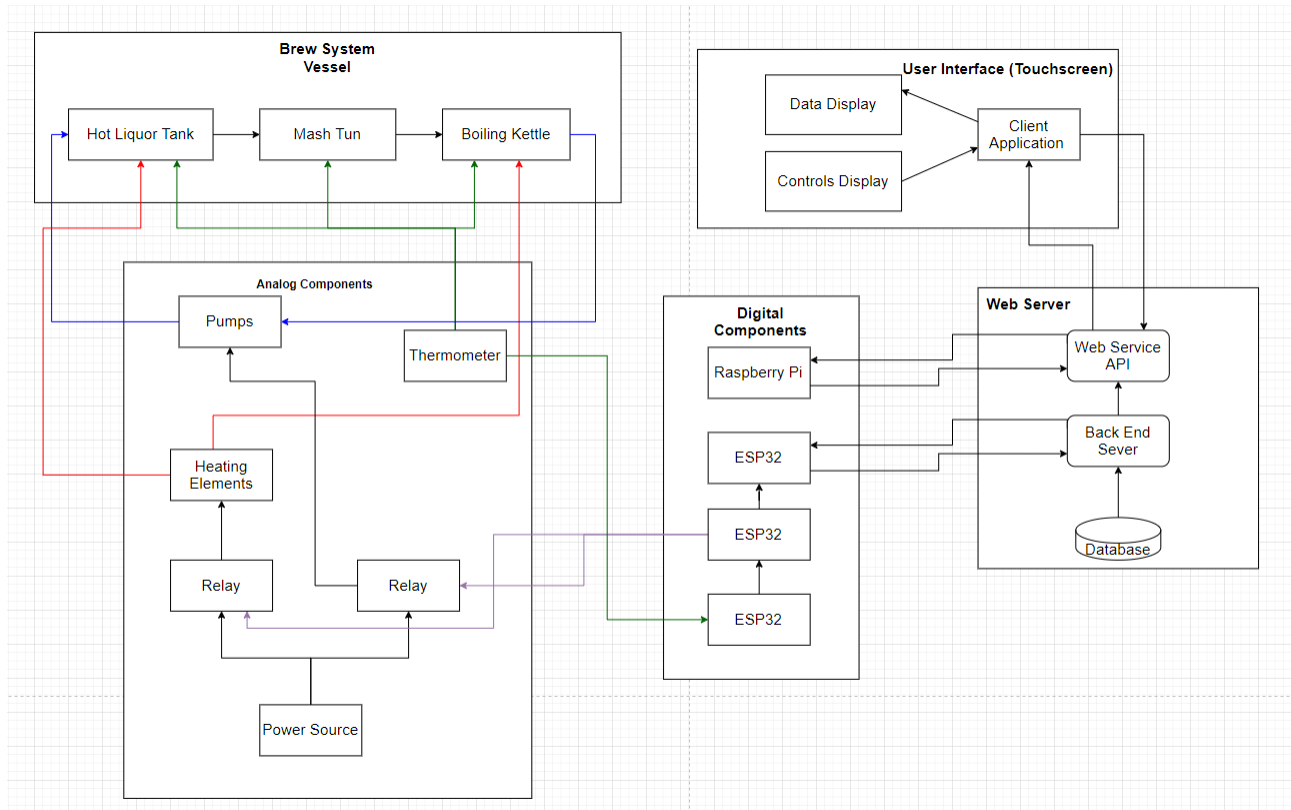 Brew System
Vessel
Hot Liquor Tank
Mash Tun
Boiling Kettle
User Interface (Touchscreen)
Data Display
Controls Display
Client
Application
Analog Components
Pumps
Thermometer
Heating
Elements
Relay
Relay
Power Source
Digital
Components
Raspberry Pi
ESP32
ESP32
ESP32
Web Server
Web Service
API
Back End
Sever
Database